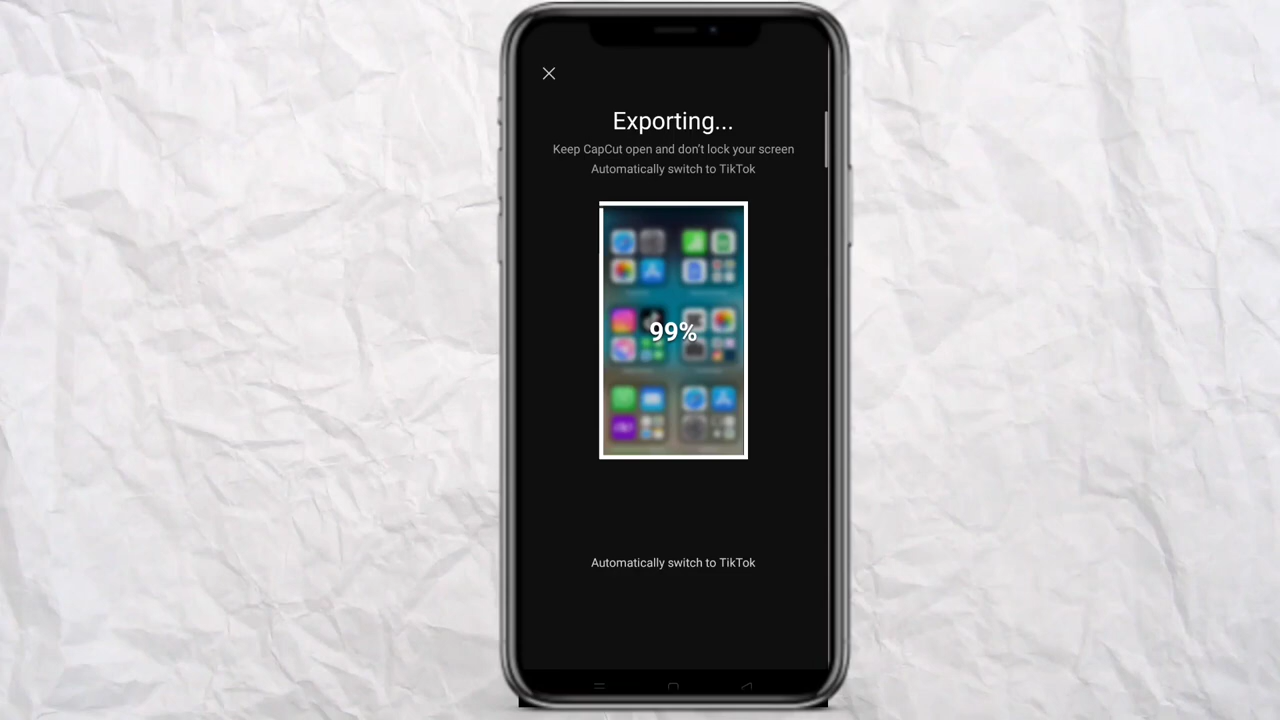 Exporting...
Keep CapCut open and don't lock your screen
Automatically switch to TikTok
99%
Automatically switch to TikTok